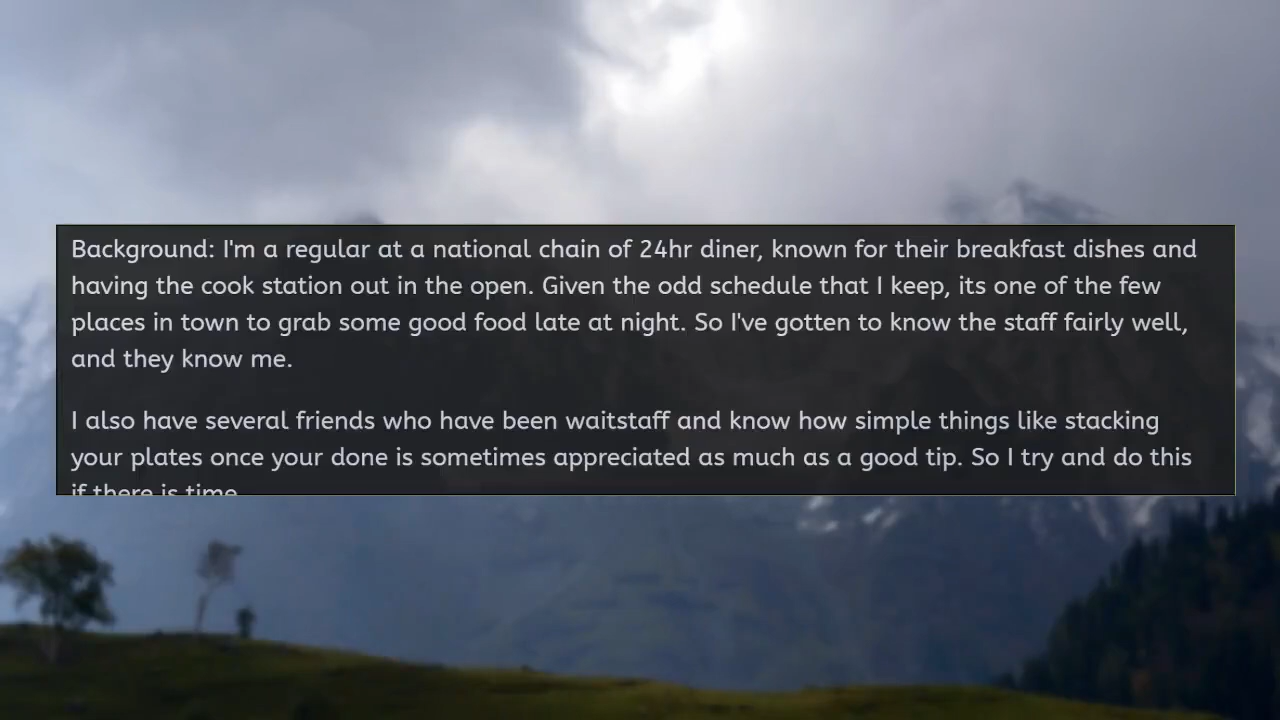 Background: I'm a regular at a national chain of 24hr diner, known for their breakfast dishes and
having the cook station out in the open. Given the odd schedule that I keep, its one of the few
places in town to grab some good food late at night. So I've gotten to know the staff fairly well,
and they know me.
I also have several friends who have been waitstaff and know how simple things like stacking
your plates once your done is sometimes appreciated as much as a good tip. So I try and do this
if there is time